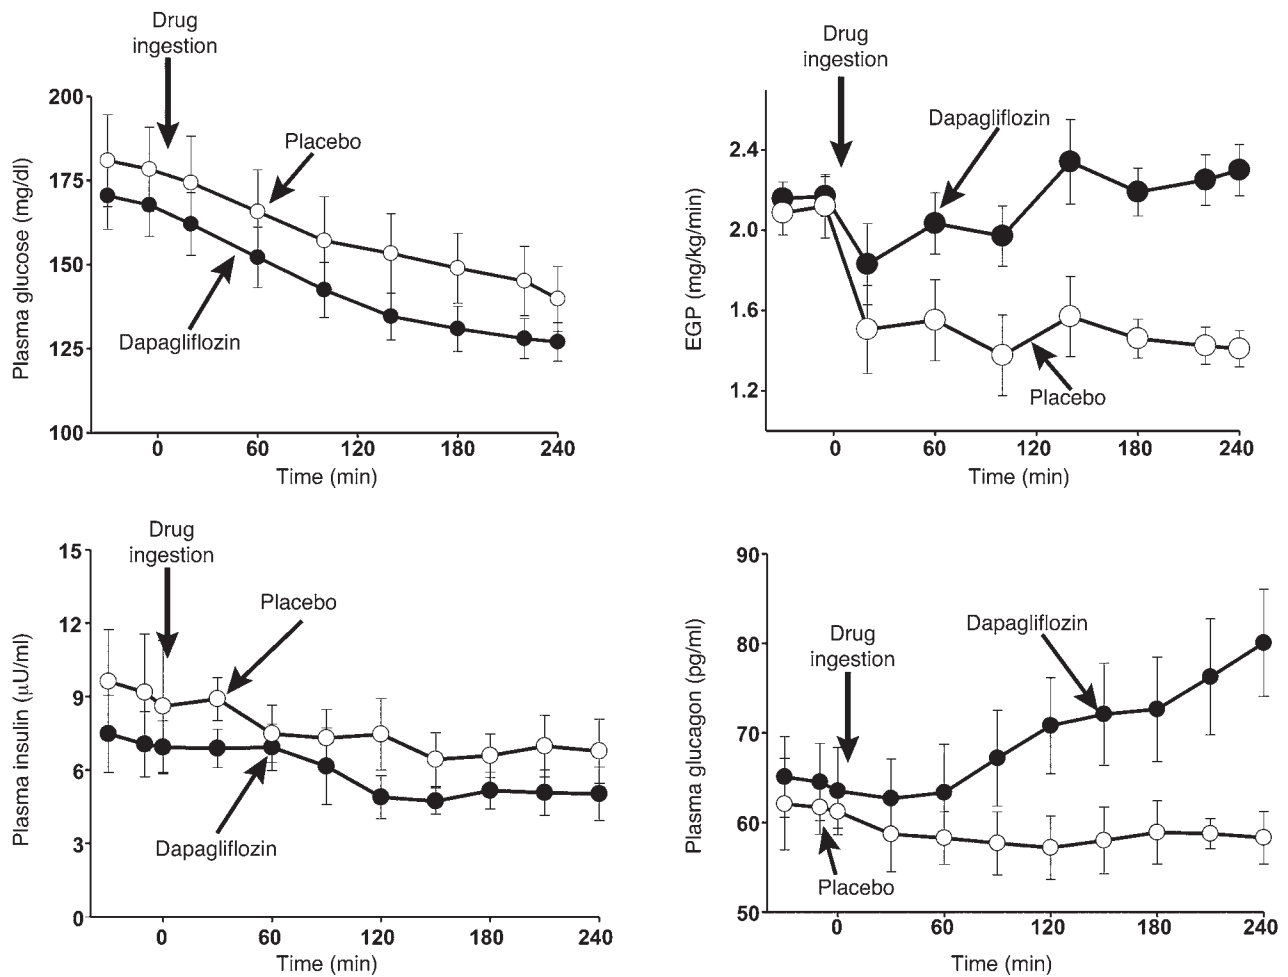 Drug
ingestion
200
Placebo
175
150
Dapagliflozin
125
100
0 60 120 180 240
Time (min)
Plasma glucose (mg/dl)
Drug
ingestion
Dapagliflozin
2.4
2.0
1.6
1.2
Placebo
0 60 120 180 240
Time (min)
EGP (mg/kg/min)
Drug
ingestion
15
Placebo
12
9
6
Dapagliflozin
3
0
0 60 120 180 240
Time (min)
Plasma insulin (μU/ml)
90
Dapagliflozin
Drug
ingestion
80
70
60
Placebo
50
0 60 120 180 240
Time (min)
Plasma glucagon (pg/ml)